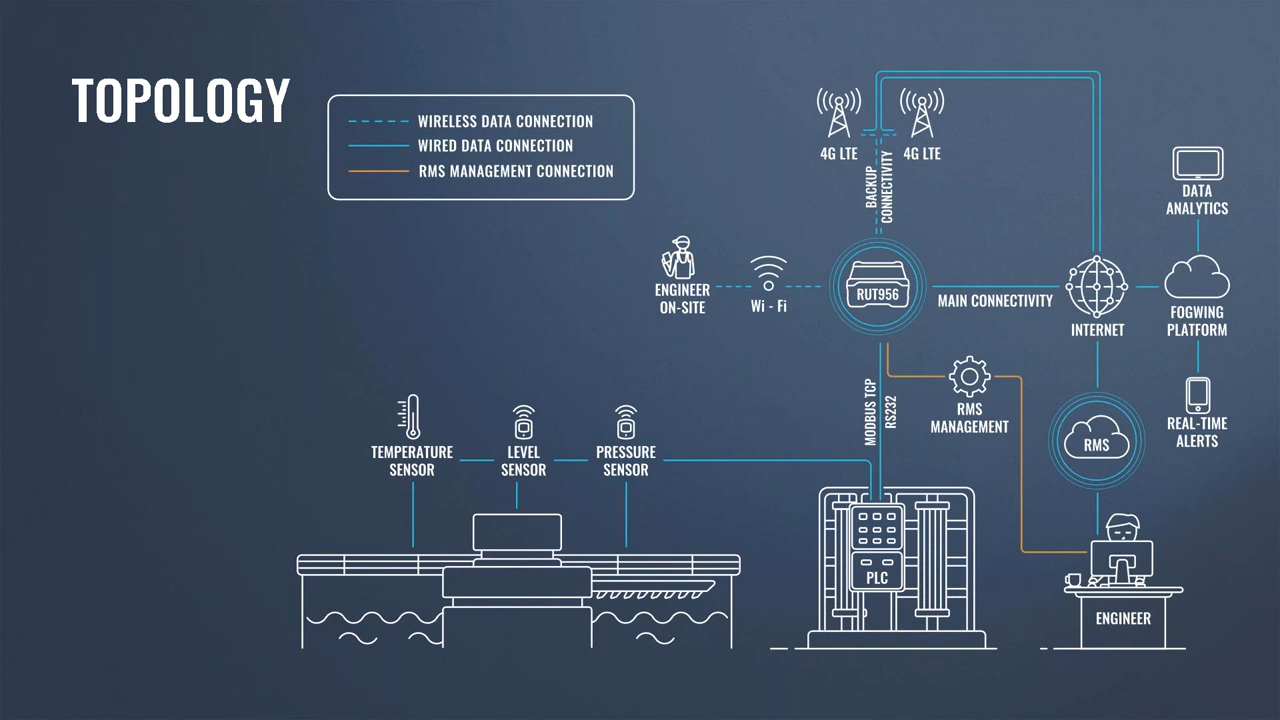 TOPOLOGY
WIRELESS DATA CONNECTION
WIRED DATA CONNECTION
RMS MANAGEMENT CONNECTION
4G LTE
4G LTE
BACKUP
CONNECTIVITY
DATA
ANALYTICS
ENGINEER
ON-SITE
Wi - Fi
RUT956
MAIN CONNECTIVITY
INTERNET
FOGWING
PLATFORM
MODBUS TCP
RS232
RMS
MANAGEMENT
RMS
REAL-TIME
ALERTS
TEMPERATURE
SENSOR
LEVEL
SENSOR
PRESSURE
SENSOR
PLC
ENGINEER